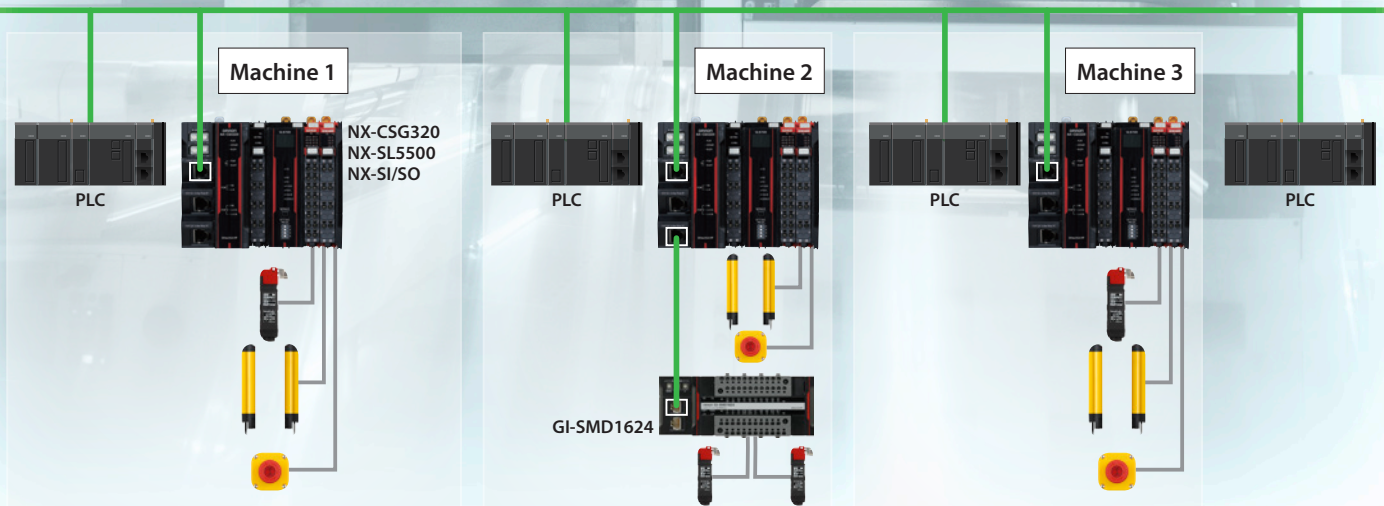 Machine 1
Machine 2
Machine 3
NX-CSG320
NX-SL5500
NX-SI/SO
PLC
PLC
PLC
PLC
GI-SMD1624